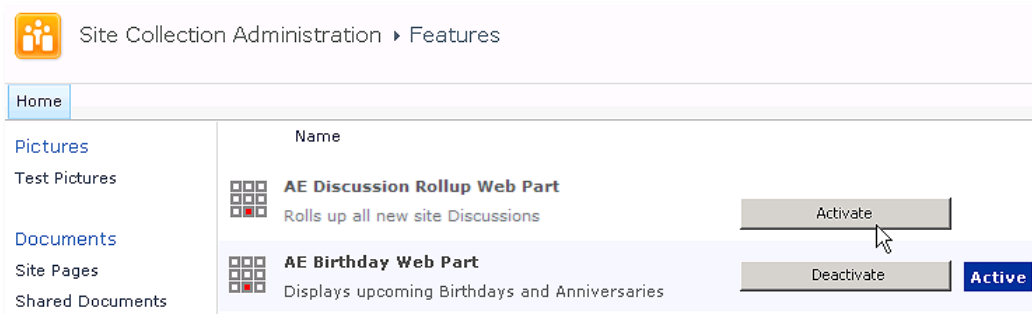 Site Collection Administration ▸ Features
Home
Pictures
Test Pictures
Documents
Site Pages
Shared Documents
Name
AE Discussion Rollup Web Part
Rolls up all new site Discussions
Activate
AE Birthday Web Part
Displays upcoming Birthdays and Anniversaries
Deactivate
Active